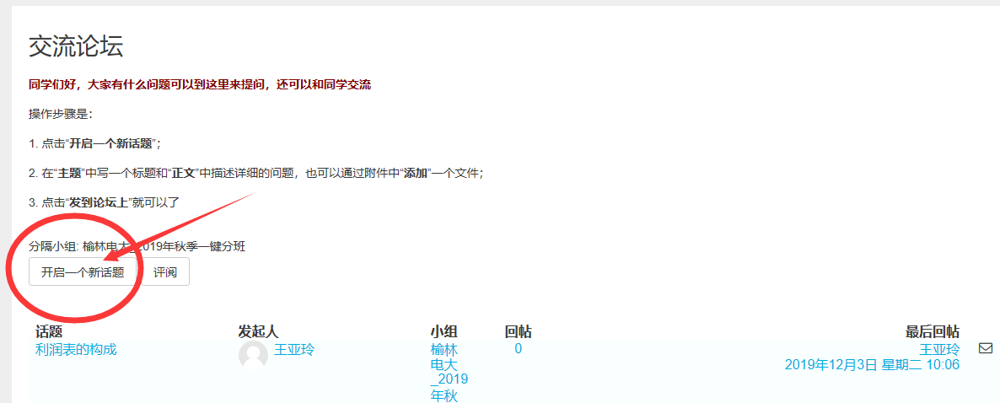 交流论坛
同学们好，大家有什么问题可以到这里来提问，还可以和同学交流
操作步骤是：
1. 点击“开启一个新话题”；
2. 在“主题”中写一个标题和“正文”中描述详细的问题，也可以通过附件中“添加”一个文件；
3. 点击“发到论坛上”就可以了
分隔小组: 榆林电大_2019年秋季一键分班
开启一个新话题 评阅
话题 发起人 小组 回帖 最后回帖
利润表的构成 王亚玲 榆林 0 王亚玲
电大 2019年12月3日 星期二 10:06
_2019
年秋